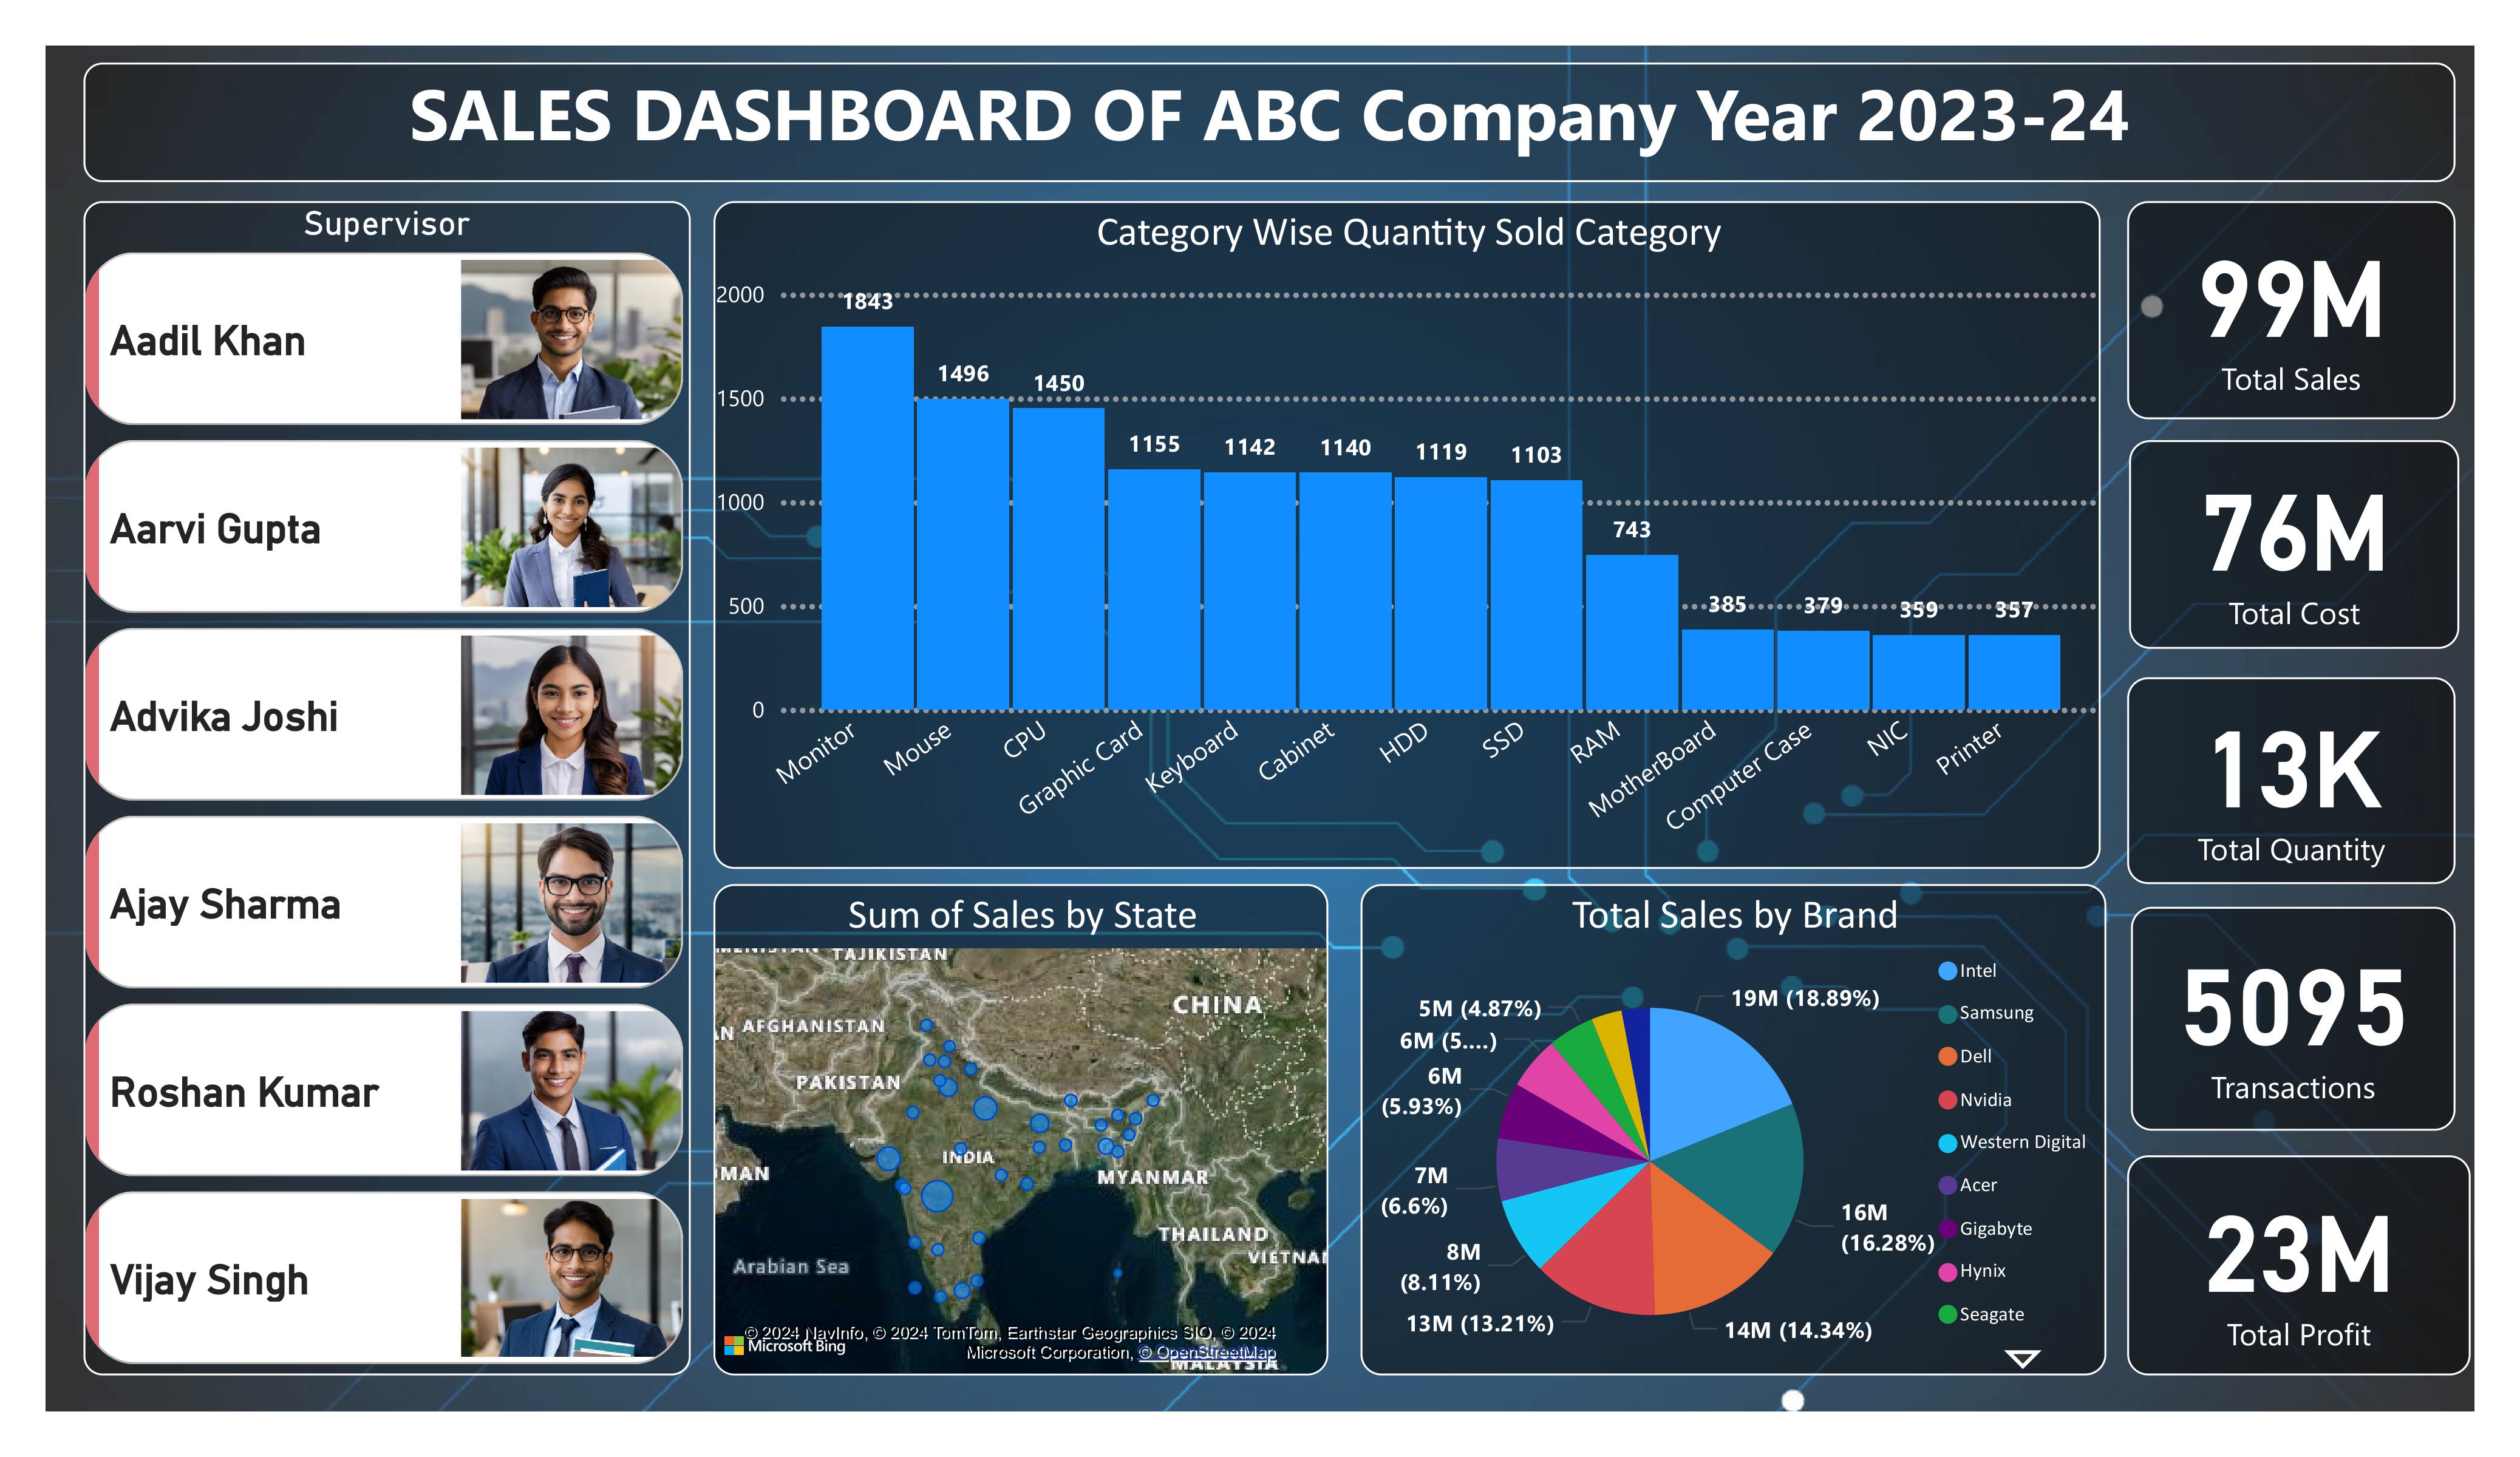 SALES DASHBOARD OF ABC Company Year 2023-24
Supervisor
Aadil Khan
Aarvi Gupta
Advika Joshi
Ajay Sharma
Roshan Kumar
Vijay Singh
Category Wise Quantity Sold Category
2000
1500
1000
500
0
1843
1496
1450
1155
1142
1140
1119
1103
743
385
379
359
357
Monitor
Mouse
CPU
Graphic Card
Keyboard
Cabinet
HDD
SSD
RAM
MotherBoard
Computer Case
NIC
Printer
Sum of Sales by State
TAJIKISTAN
CHINA
AFGHANISTAN
PAKISTAN
INDIA
MAN
MYANMAR
THAILAND
VIETNA
Arabian Sea
© 2024 NavInfo, © 2024 TomTom, Earthstar Geographics SIO, © 2024
Microsoft Bing
Microsoft Corporation, © OpenStreetMap
MALAYSIA
Total Sales by Brand
19M (18.89%)
16M
(16.28%)
14M (14.34%)
13M (13.21%)
8M
(8.11%)
7M
(6.6%)
6M
(5.93%)
6M (5....)
5M (4.87%)
Intel
Samsung
Dell
Nvidia
Western Digital
Acer
Gigabyte
Hynix
Seagate
99M
Total Sales
76M
Total Cost
13K
Total Quantity
5095
Transactions
23M
Total Profit